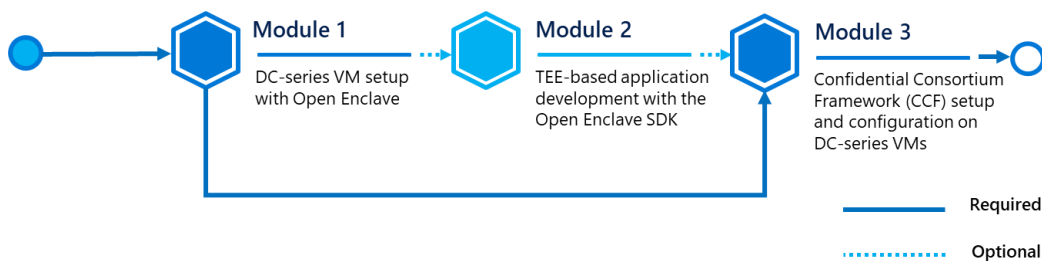 Module 1
DC-series VM setup
with Open Enclave
Module 2
TEE-based application
development with the
Open Enclave SDK
Module 3
Confidential Consortium
Framework (CCF) setup
and configuration on
DC-series VMs
Required
Optional